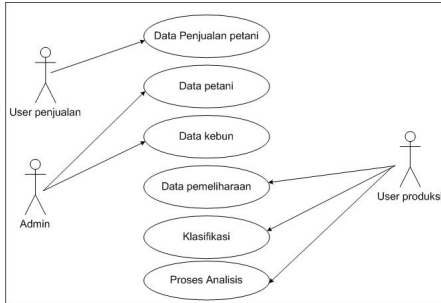 Data Penjualan petani
User penjualan
Data petani
Data kebun
Data pemeliharaan
User produksi
Admin
Klasifikasi
Proses Analisis